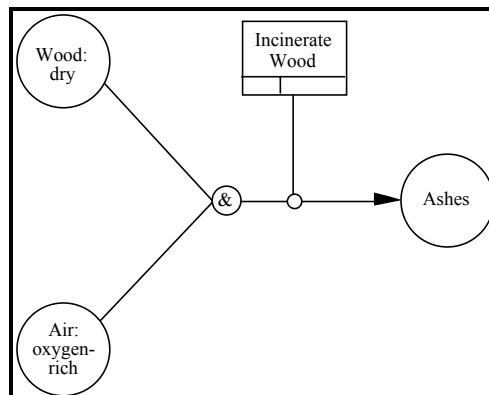 Wood:
dry
Incinerate
Wood
&
Ashes
Air:
oxygen-
rich